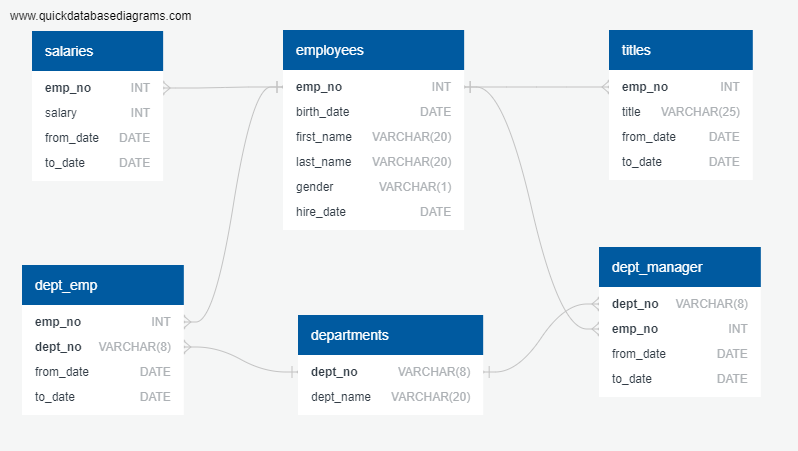 www.quickdatabasediagrams.com
salaries
emp_no INT
salary INT
from_date DATE
to_date DATE
employees
emp_no INT
birth_date DATE
first_name VARCHAR(20)
last_name VARCHAR(20)
gender VARCHAR(1)
hire_date DATE
titles
emp_no INT
title VARCHAR(25)
from_date DATE
to_date DATE
dept_emp
emp_no INT
dept_no VARCHAR(8)
from_date DATE
to_date DATE
departments
dept_no VARCHAR(8)
dept_name VARCHAR(20)
dept_manager
dept_no VARCHAR(8)
emp_no INT
from_date DATE
to_date DATE